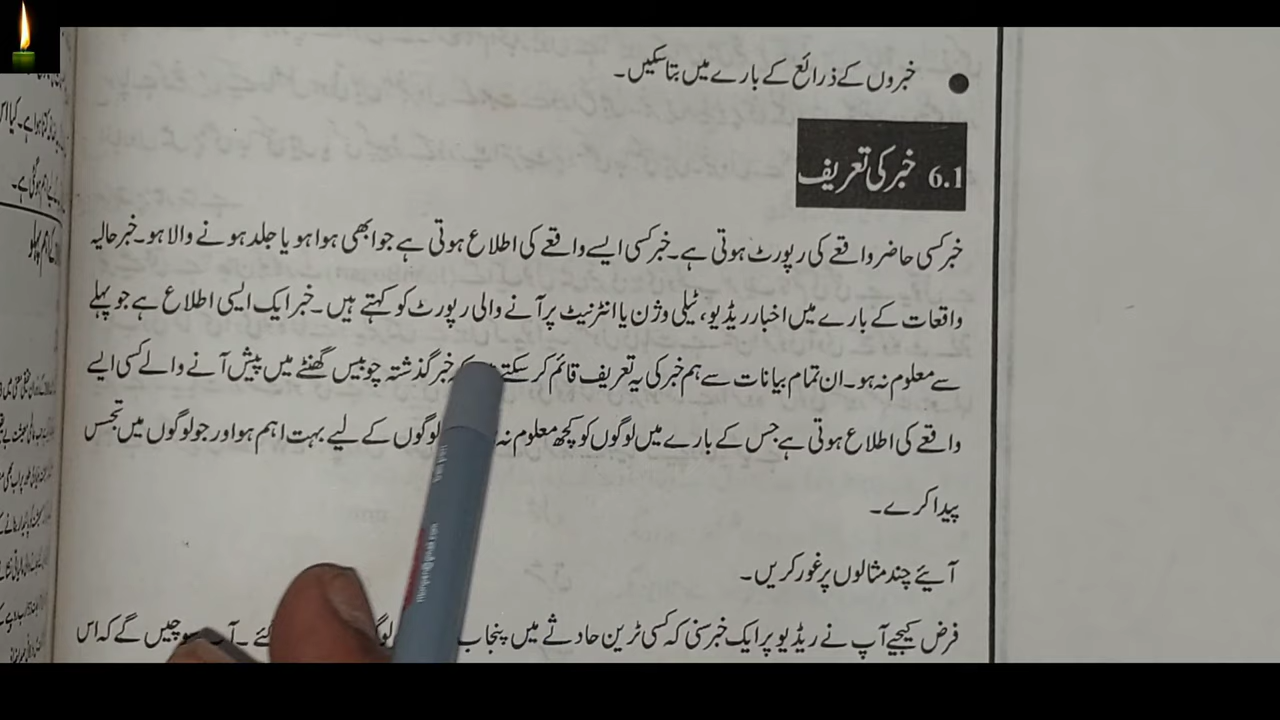 خبروں کے ذرائع کے بارے میں بتا سکیں۔
6.1 خبر کی تعریف
خبر کسی حاضر واقعے کی رپورٹ ہوتی ہے۔ خبر کسی ایسے واقعے کی اطلاع ہوتی ہے جو ابھی ہوا ہو یا جلد ہونے والا ہو۔ خبر حالیہ
واقعات کے بارے میں اخبار ریڈیو، ٹیلی وژن یا انٹرنیٹ پر آنے والی رپورٹ کو کہتے ہیں۔ خبر ایک ایسی اطلاع ہے جو پہلے
سے معلوم نہ ہو۔ ان تمام بیانات سے ہم خبر کی یہ تعریف قائم کر سکتے خبر گذشتہ چوبیس گھنٹے میں پیش آنے والے کسی ایسے
واقعے کی اطلاع ہوتی ہے جس کے بارے میں لوگوں کو کچھ معلوم نہ لوگوں کے لیے بہت اہم ہو اور جو لوگوں میں تجسس
پیدا کرے۔
آیئے چند مثالوں پر غور کریں۔
فرض کیجیے آپ نے ریڈیو پر ایک خبر سنی کہ کسی ٹرین حادثے میں پنجاب گئے۔ سوچیں گے کہ اس